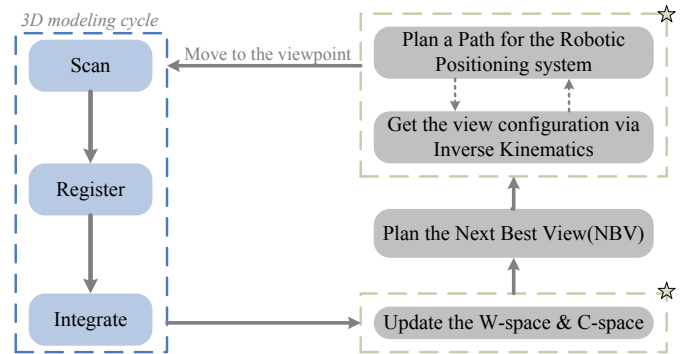 3D modeling cycle
Scan
Register
Integrate
Move to the viewpoint
Plan a Path for the Robotic
Positioning system
Get the view configuration via
Inverse Kinematics
Plan the Next Best View(NBV)
Update the W-space & C-space